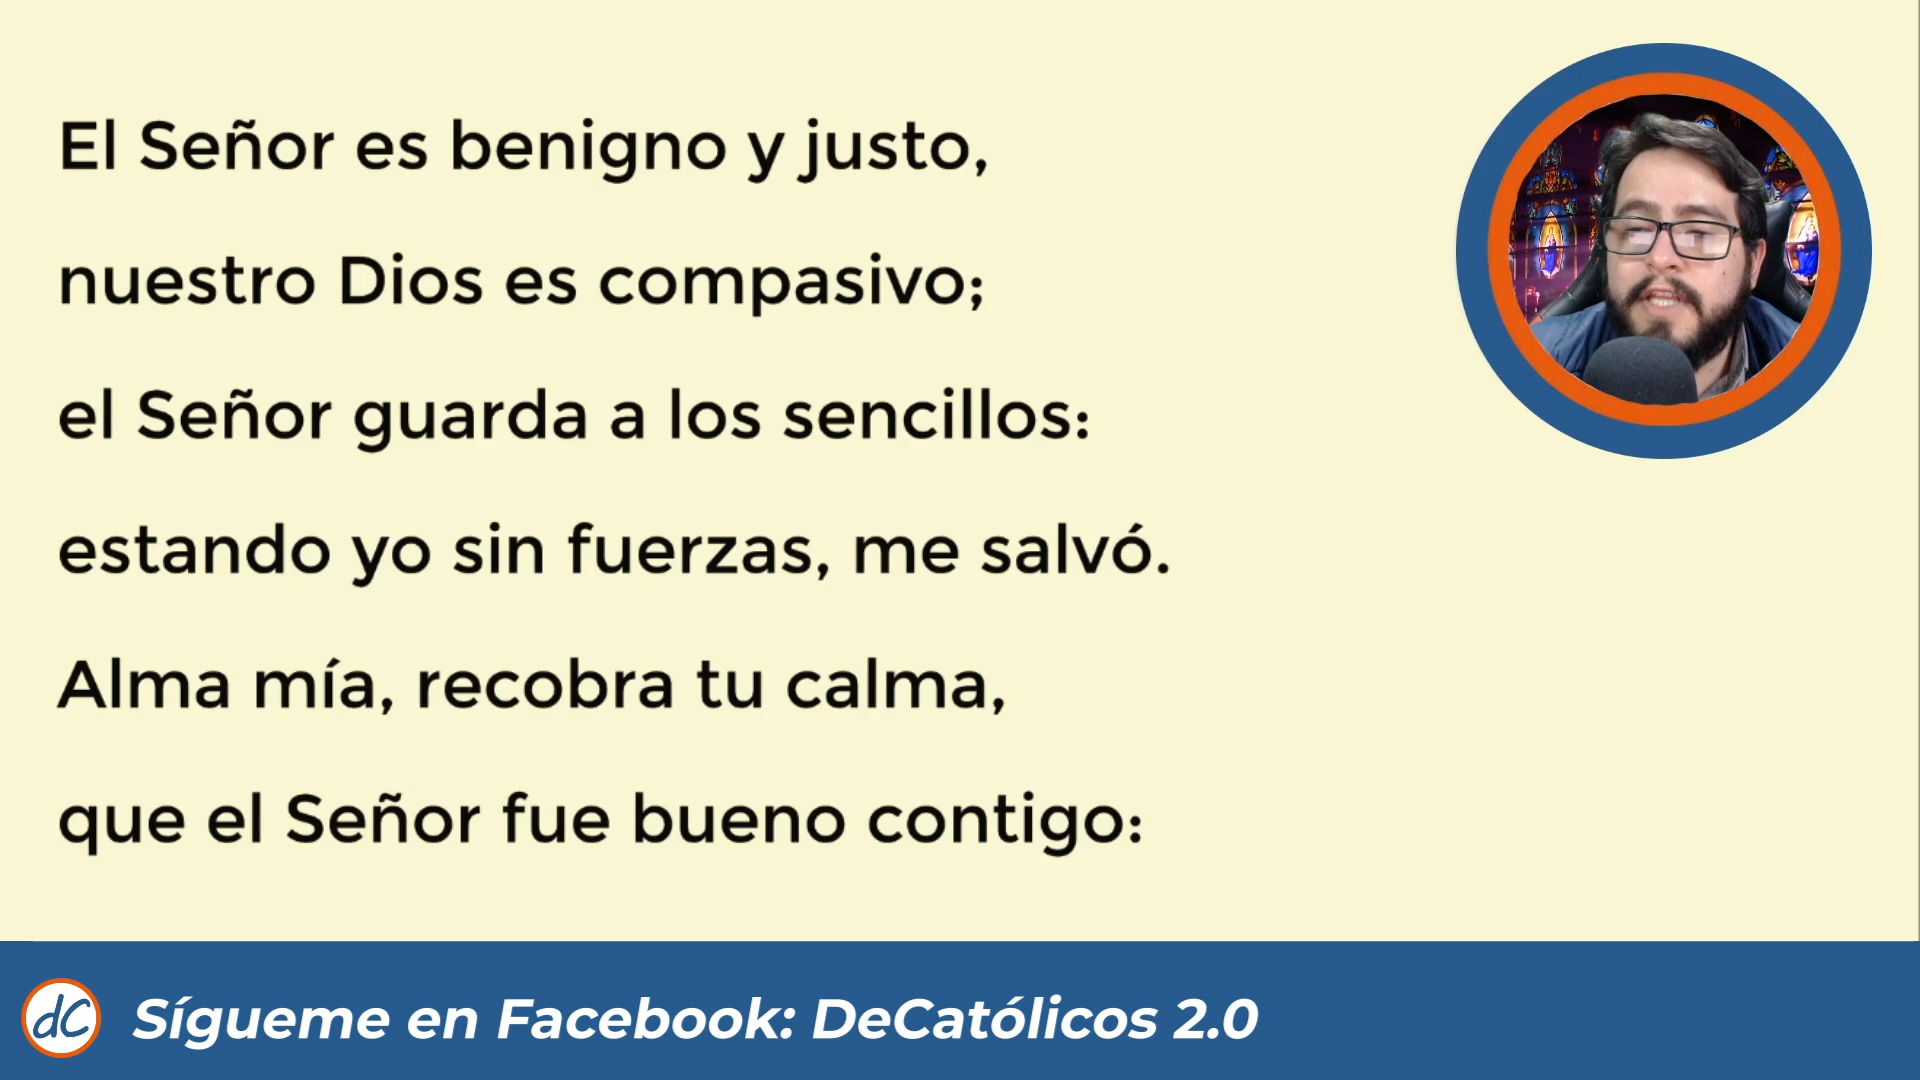 El Señor es benigno y justo,
nuestro Dios es compasivo;
el Señor guarda a los sencillos:
estando yo sin fuerzas, me salvó.
Alma mía, recobra tu calma,
que el Señor fue bueno contigo:
dC Sígueme en Facebook: DeCatólicos 2.0